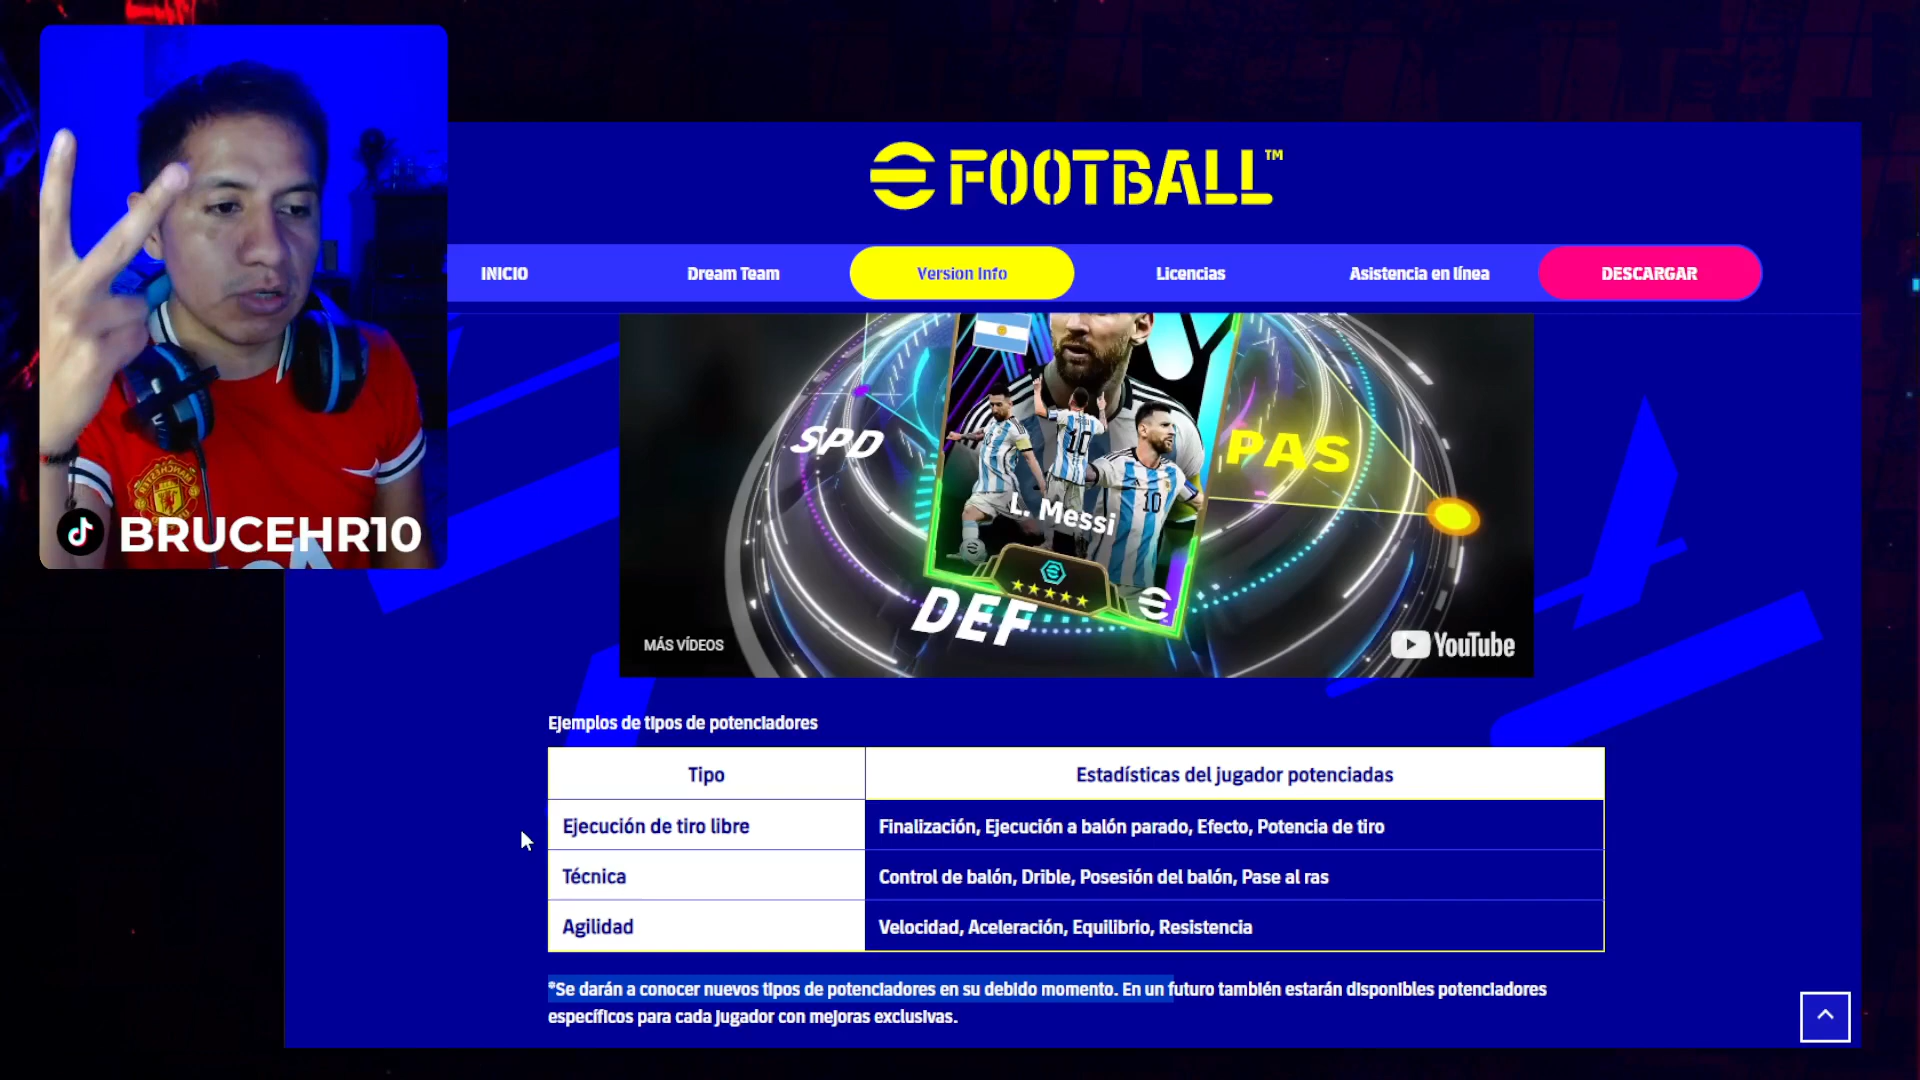 FOOTBALL™
INICIO
Dream Team
Version Info
Licencias
Asistencia en línea
DESCARGAR
SPD
PAS
10
10
L. Messi
DEF
MÁS VÍDEOS
YouTube
BRUCEHR10
Ejemplos de tipos de potenciadores
Tipo
Estadísticas del jugador potenciadas
Ejecución de tiro libre
Finalización, Ejecución a balón parado, Efecto, Potencia de tiro
Técnica
Control de balón, Drible, Posesión del balón, Pase al ras
Agilidad
Velocidad, Aceleración, Equilibrio, Resistencia
*Se darán a conocer nuevos tipos de potenciadores en su debido momento. En un futuro también estarán disponibles potenciadores
específicos para cada jugador con mejoras exclusivas.